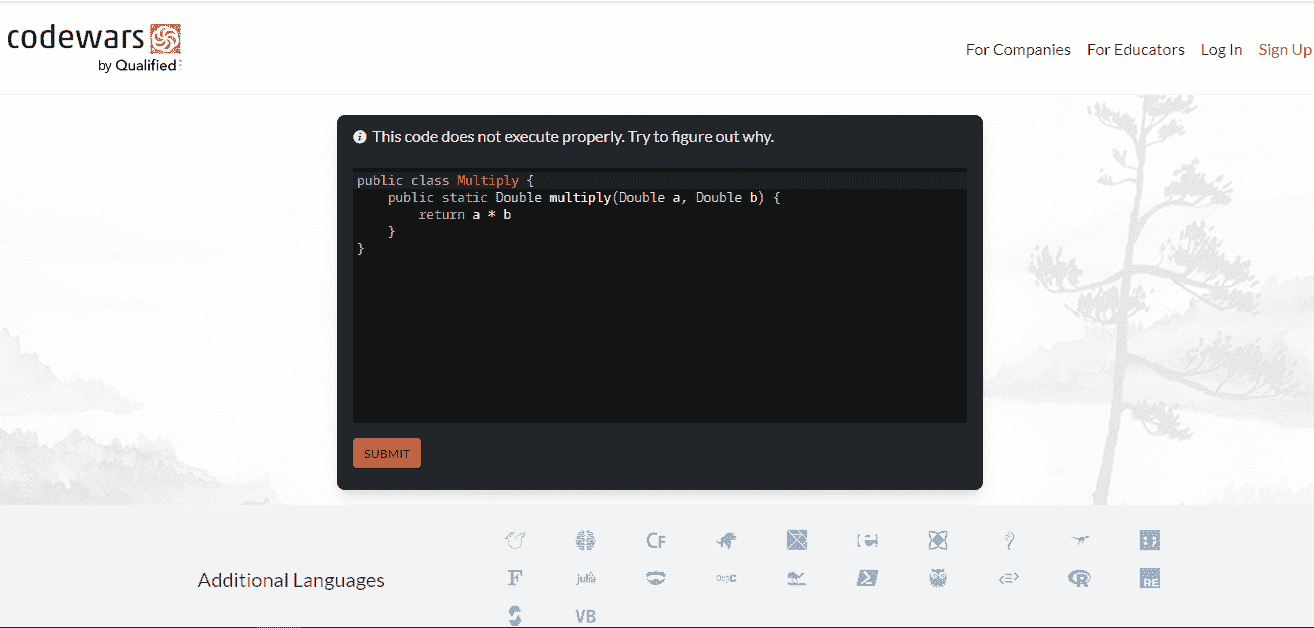 codewars
by Qualified
For Companies For Educators Log In Sign Up
This code does not execute properly. Try to figure out why.
public class Multiply {
    public static Double multiply(Double a, Double b) {
        return a * b
    }
}
SUBMIT
Additional Languages
CF
F
julia
R
RE
VB